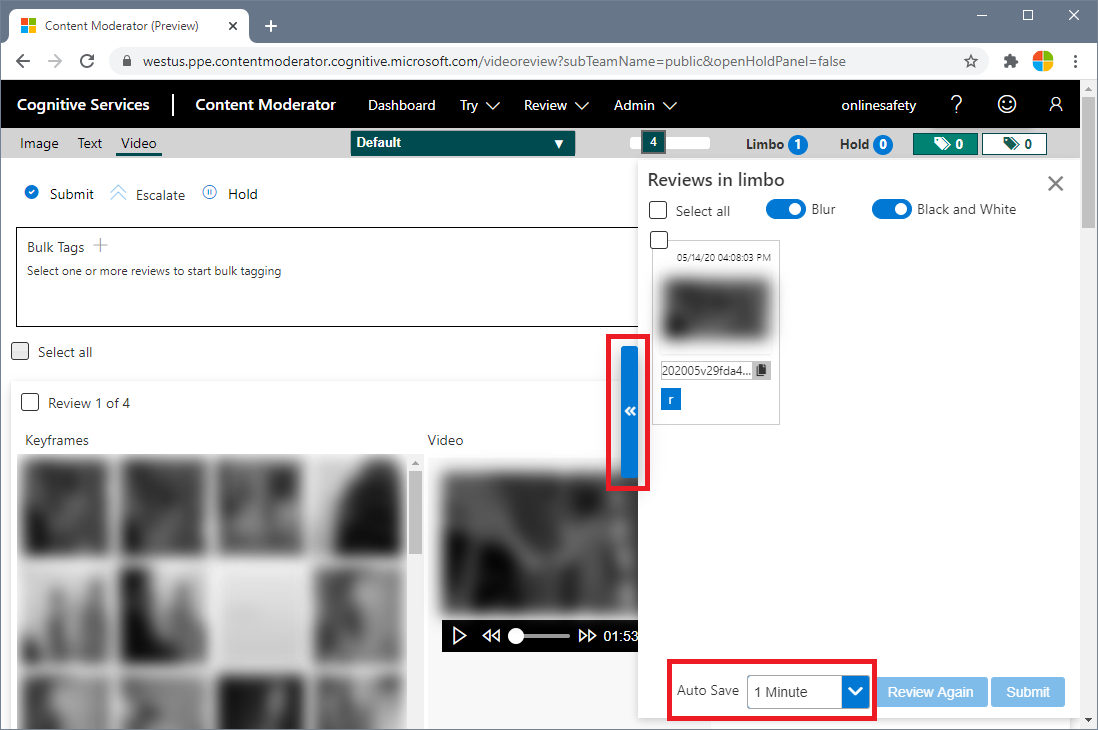 Content Moderator (Preview)
westus.ppe.contentmoderator.cognitive.microsoft.com/videoreview?subTeamName=public&openHoldPanel=false
Cognitive Services
Content Moderator
Dashboard
Try
Review
Admin
onlinesafety
Image
Text
Video
Default
4
Limbo 1
Hold 0
0
0
Submit
Escalate
Hold
Bulk Tags
Select one or more reviews to start bulk tagging
Select all
Review 1 of 4
Keyframes
Video
01:53
Reviews in limbo
Select all
Blur
Black and White
05/14/20 04:08:03 PM
202005v29fda4...
r
Auto Save
1 Minute
Review Again
Submit